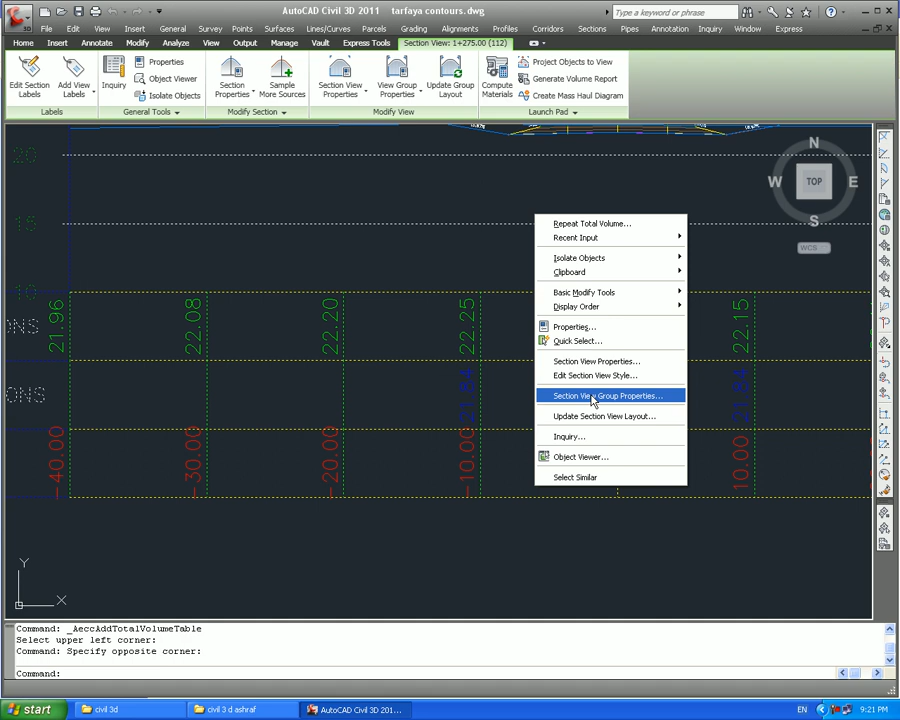 AutoCAD Civil 3D 2011 tarfaya contours.dwg
Type a keyword or phrase
File Edit View Insert General Survey Points Surfaces Lines/Curves Parcels Grading Alignments Profiles Corridors Sections Pipes Annotation Inquiry Window Express
Home Insert Annotate Modify Analyze View Output Manage Vault Express Tools Section View: 1+275.00 (112)
Edit Section Labels
Add View Labels
Labels
Inquiry
Properties
Object Viewer
Isolate Objects
General Tools
Section Properties
Sample More Sources
Modify Section
Section View Properties
View Group Properties
Update Group Layout
Modify View
Compute Materials
Project Objects to View
Generate Volume Report
Create Mass Haul Diagram
Launch Pad
20
15
10
N
W
TOP
E
S
WCS
Repeat Total Volume...
Recent Input
Isolate Objects
Clipboard
Basic Modify Tools
Display Order
Properties...
Quick Select...
Section View Properties...
Edit Section View Style...
Section View Group Properties...
Update Section View Layout...
Inquiry...
Object Viewer...
Select Similar
ONS
21.96
22.08
22.20
22.25
22.15
ONS
21.84
21.84
-40.00
-30.00
-20.00
-10.00
10.00
Y
X
Command: _AeccAddTotalVolumeTable
Select upper left corner:
Command: Specify opposite corner:
Command:
start
civil 3d
civil 3 d ashraf
AutoCAD Civil 3D 201...
EN
9:21 PM